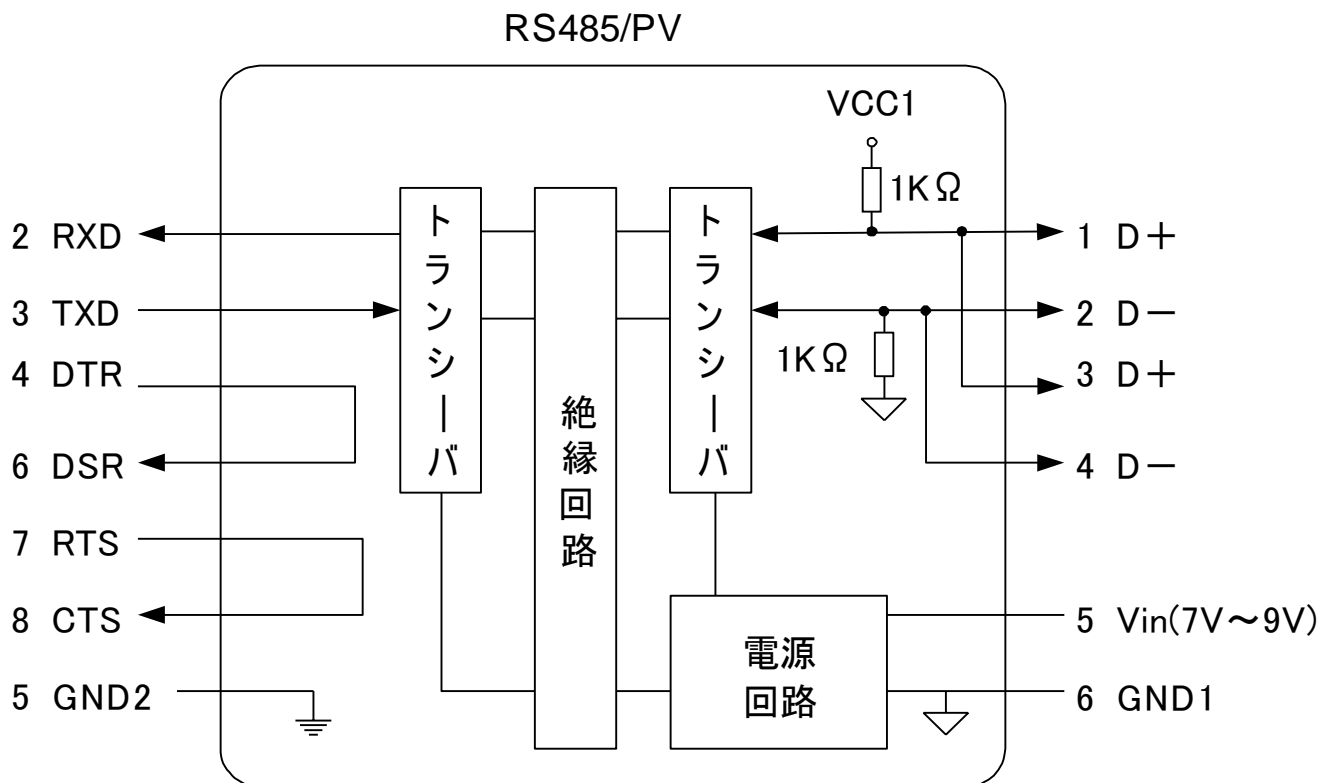 RS485/PV
VCC1
1KΩ
2 RXD
トランシーバ
トランシーバ
1 D+
3 TXD
2 D-
1KΩ
4 DTR
3 D+
絶縁回路
6 DSR
4 D-
7 RTS
8 CTS
5 Vin(7V~9V)
電源
回路
5 GND2
6 GND1